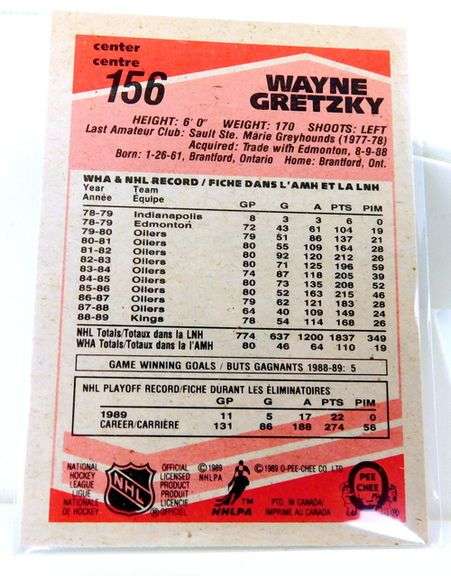 center
centre
156
WAYNE
GRETZKY
HEIGHT: 6' 0" WEIGHT: 170 SHOOTS: LEFT
Last Amateur Club: Sault Ste. Marie Greyhounds (1977-78)
Acquired: Trade with Edmonton, 8-9-88
Born: 1-26-61, Brantford, Ontario Home: Brantford, Ont.
WHA & NHL RECORD / FICHE DANS L'AMH ET LA LNH
Year Team
Année Équipe GP G A PTS PIM
78-79 Indianapolis 8 3 3 6 0
78-79 Edmonton 72 43 61 104 19
79-80 Oilers 79 51 86 137 21
80-81 Oilers 80 55 109 164 28
81-82 Oilers 80 92 120 212 26
82-83 Oilers 80 71 125 196 59
83-84 Oilers 74 87 118 205 39
84-85 Oilers 80 73 135 208 52
85-86 Oilers 80 52 163 215 46
86-87 Oilers 79 62 121 183 28
87-88 Oilers 64 40 109 149 24
88-89 Kings 78 54 114 168 26
NHL Totals/Totaux dans la LNH 774 637 1200 1837 349
WHA Totals/Totaux dans l'AMH 80 46 64 110 19
GAME WINNING GOALS / BUTS GAGNANTS 1988-89: 5
NHL PLAYOFF RECORD/FICHE DURANT LES ÉLIMINATOIRES
GP G A PTS PIM
1989 11 5 17 22 0
CAREER/CARRIÈRE 131 86 188 274 58
NATIONAL
HOCKEY
LEAGUE
LIGUE
NATIONALE
DE HOCKEY
NHL
OFFICIAL
LICENSED
PRODUCT
PRODUIT
LICENCIE
OFFICIEL
© 1989
NHLPA
NHLPA
TM
© 1989 O-PEE-CHEE CO. LTD.
PTD. IN CANADA
IMPRIMÉ AU CANADA
O
PEE
CHEE